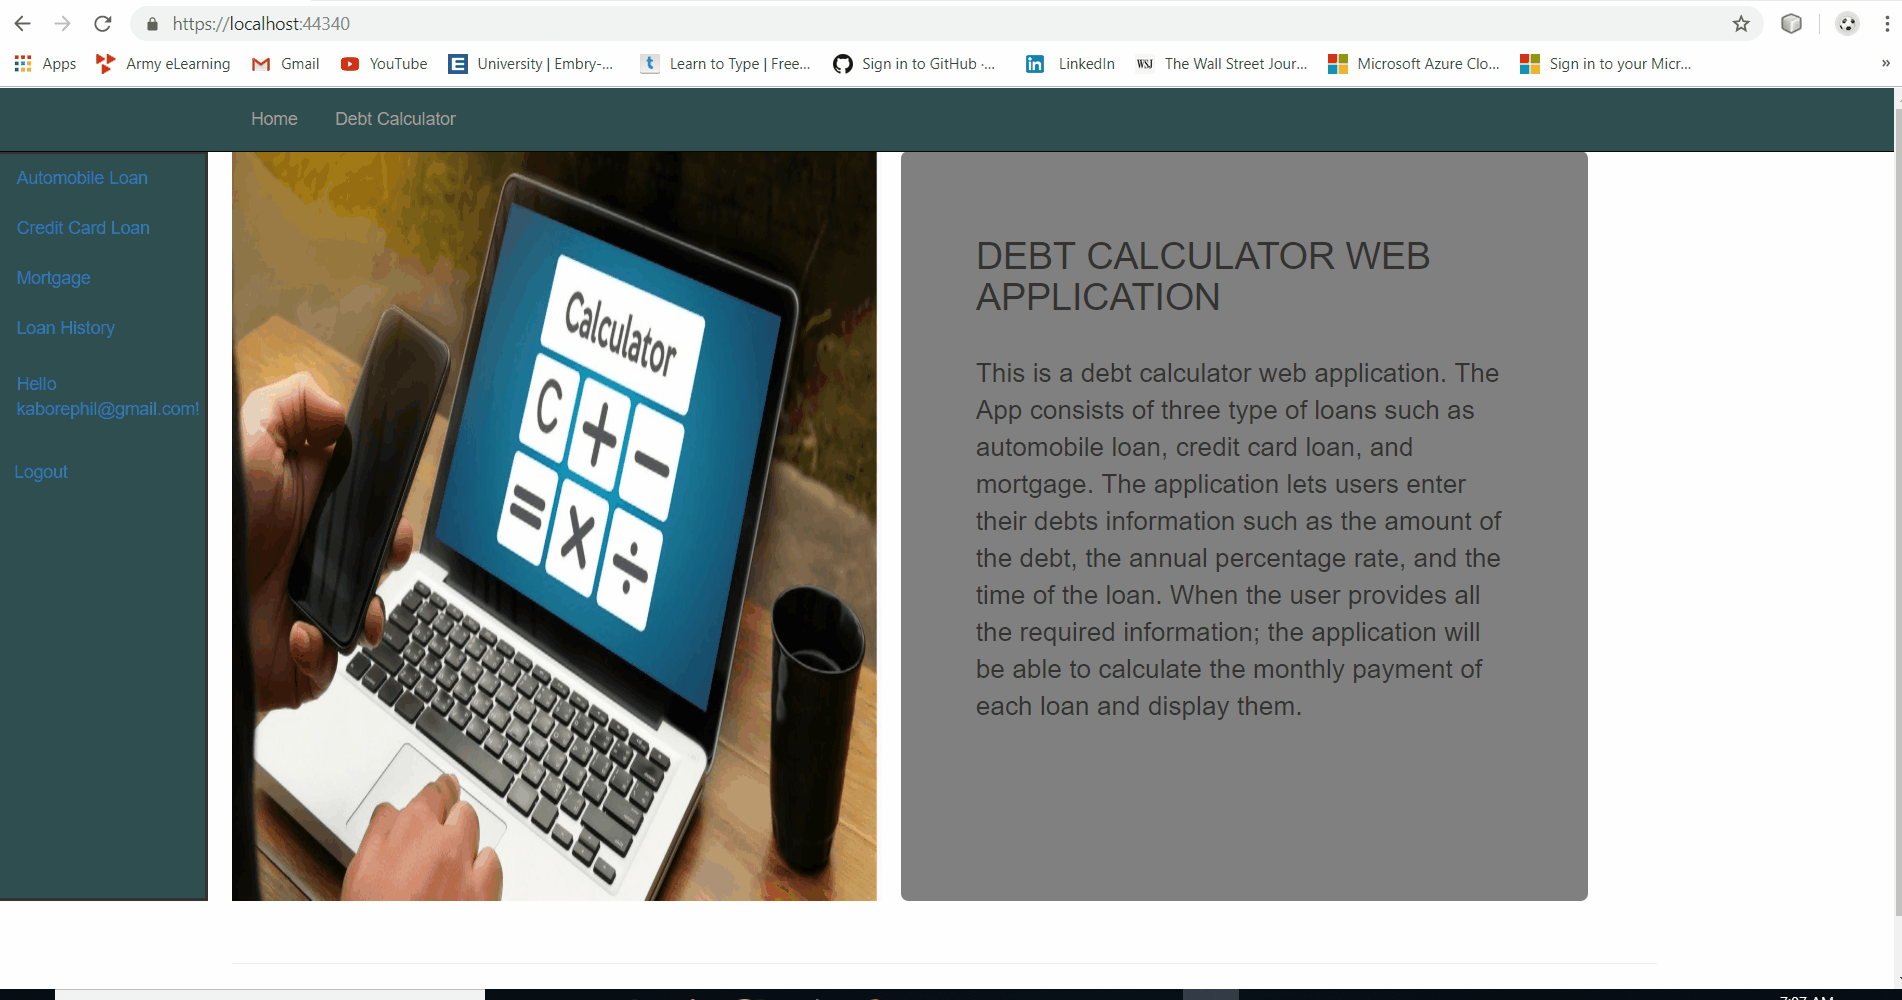 https://localhost:44340
Apps
Army eLearning
Gmail
YouTube
E
University | Embry-...
t
Learn to Type | Free...
Sign in to GitHub ·...
in
LinkedIn
WSJ
The Wall Street Jour...
Microsoft Azure Clo...
Sign in to your Micr...
»
Home
Debt Calculator
Automobile Loan
Credit Card Loan
Mortgage
Loan History
Hello
kaborephil@gmail.com!
Logout
Calculator
C + −
= X ÷
DEBT CALCULATOR WEB
APPLICATION
This is a debt calculator web application. The
App consists of three type of loans such as
automobile loan, credit card loan, and
mortgage. The application lets users enter
their debts information such as the amount of
the debt, the annual percentage rate, and the
time of the loan. When the user provides all
the required information; the application will
be able to calculate the monthly payment of
each loan and display them.